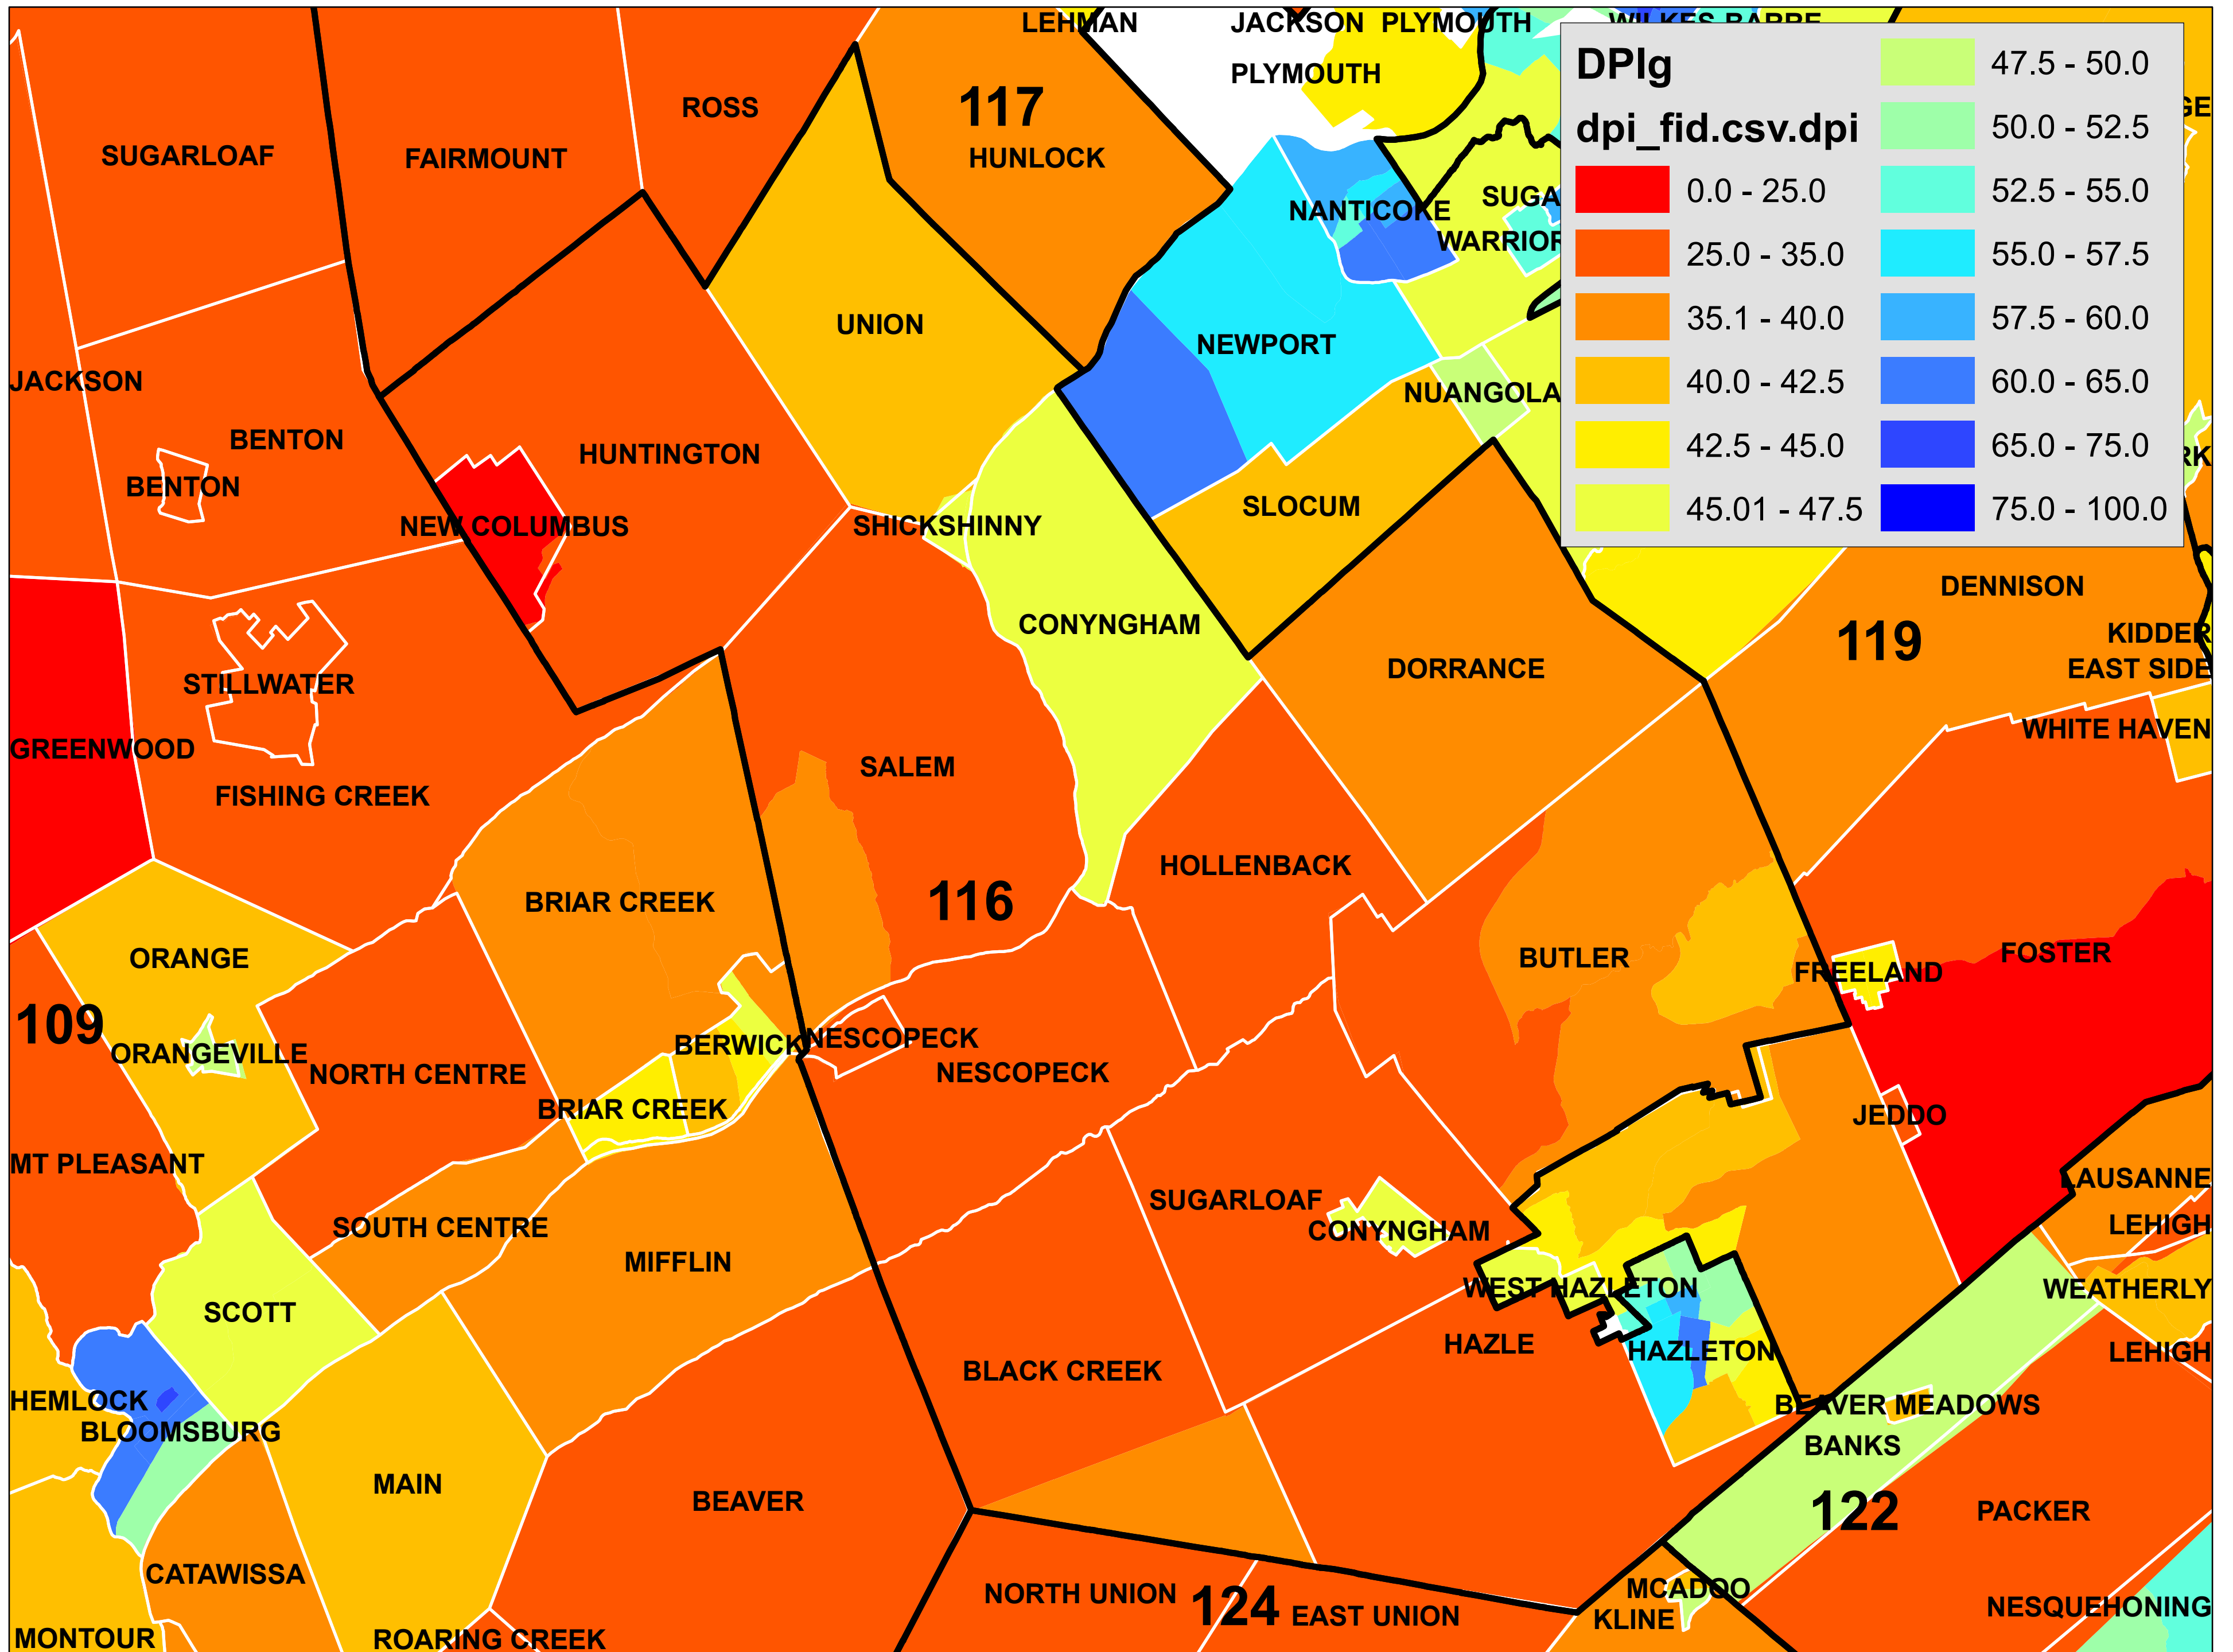 LEHMAN
JACKSON
PLYMOUTH
WILKES-BARRE
PLYMOUTH
117
ROSS
SUGARLOAF
FAIRMOUNT
HUNLOCK
NANTICORE
UNION
NEWPORT
NUANGOLA
JACKSON
BENTON
HUNTINGTON
BENTON
SLOCUM
NEW COLUMBUS
SHICKSHINNY
CONYNGHAM
DENNISON
119
KIDDER
EAST SIDE
DORRANCE
STILLWATER
WHITE HAVEN
GREENWOOD
SALEM
FISHING CREEK
HOLLENBACK
BRIAR CREEK
116
ORANGE
BUTLER
FOSTER
FREELAND
109
ORANGEVILLE
BERWICK
NESCOPECK
NORTH CENTRE
NESCOPECK
BRIAR CREEK
JEDDO
MT PLEASANT
LAUSANNE
SUGARLOAF
SOUTH CENTRE
CONYNGHAM
LEHIGH
MIFFLIN
WEST HAZLETON
WEATHERLY
SCOTT
HAZLE
HAZLETON
LEHIGH
BLACK CREEK
HEMLOCK
BEAVER MEADOWS
BLOOMSBURG
BANKS
MAIN
BEAVER
122
PACKER
CATAWISSA
NORTH UNION
124
EAST UNION
MCADOO
KLINE
NESQUEHONING
MONTOUR
ROARING CREEK
DPIg
dpi_fid.csv.dpi
0.0 - 25.0
25.0 - 35.0
35.1 - 40.0
40.0 - 42.5
42.5 - 45.0
45.01 - 47.5
47.5 - 50.0
50.0 - 52.5
52.5 - 55.0
55.0 - 57.5
57.5 - 60.0
60.0 - 65.0
65.0 - 75.0
75.0 - 100.0